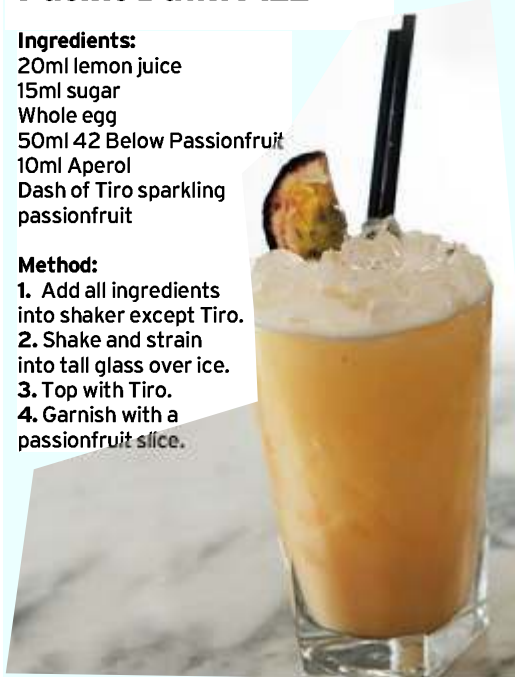 Ingredients:
20ml lemon juice
15ml sugar
Whole egg
50ml 42 Below Passionfruit
10ml Aperol
Dash of Tiro sparkling
passionfruit
Method:
1. Add all ingredients
into shaker except Tiro.
2. Shake and strain
into tall glass over ice.
3. Top with Tiro.
4. Garnish with a
passionfruit slice.